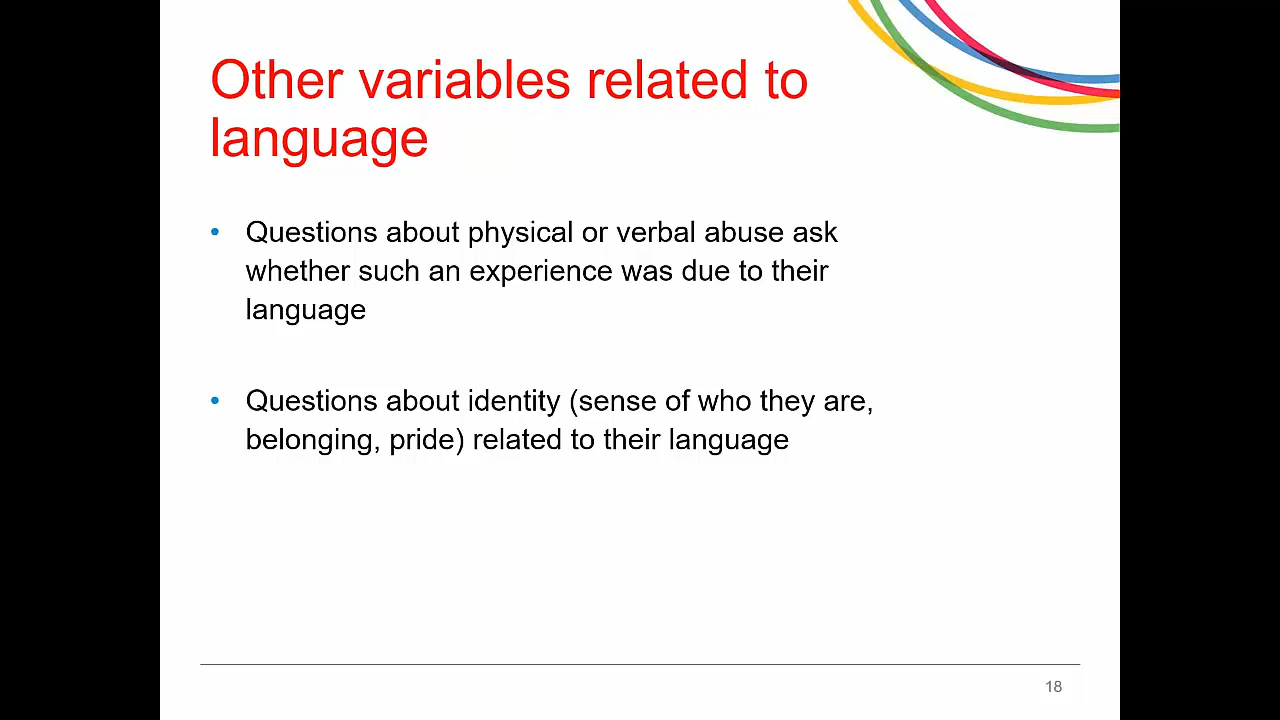 Other variables related to
language
• Questions about physical or verbal abuse ask
whether such an experience was due to their
language
• Questions about identity (sense of who they are,
belonging, pride) related to their language
18